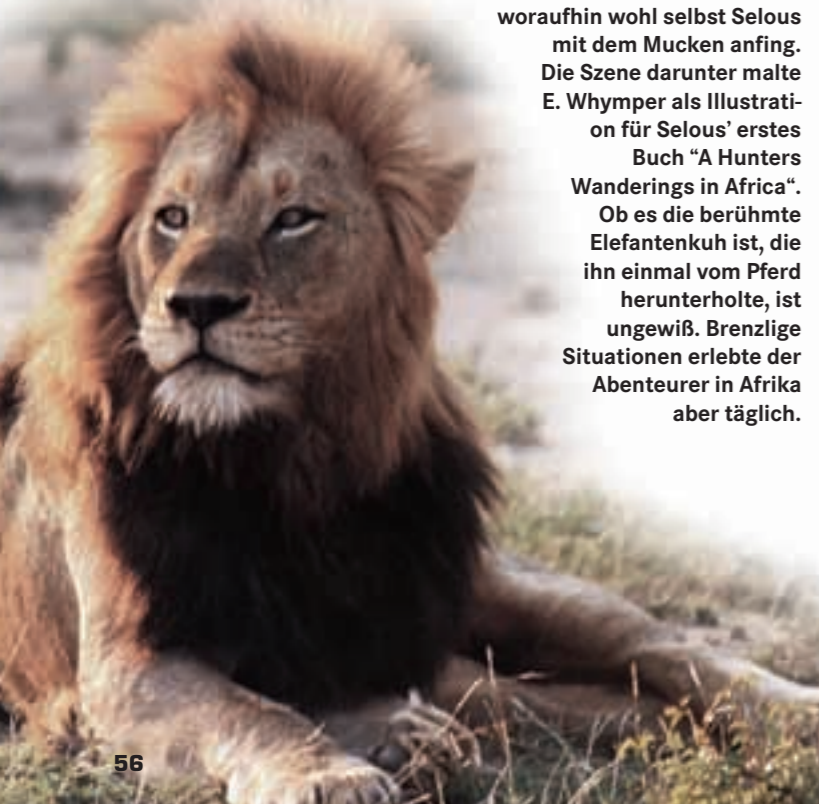 woraufhin wohl selbst Selous
mit dem Mucken anfing.
Die Szene darunter malte
E. Whymper als Illustrati-
on für Selous’ erstes
Buch “A Hunters
Wanderings in Africa“.
Ob es die berühmte
Elefantenkuh ist, die
ihn einmal vom Pferd
herunterholte, ist
ungewiß. Brenzlige
Situationen erlebte der
Abenteurer in Afrika
aber täglich.
56